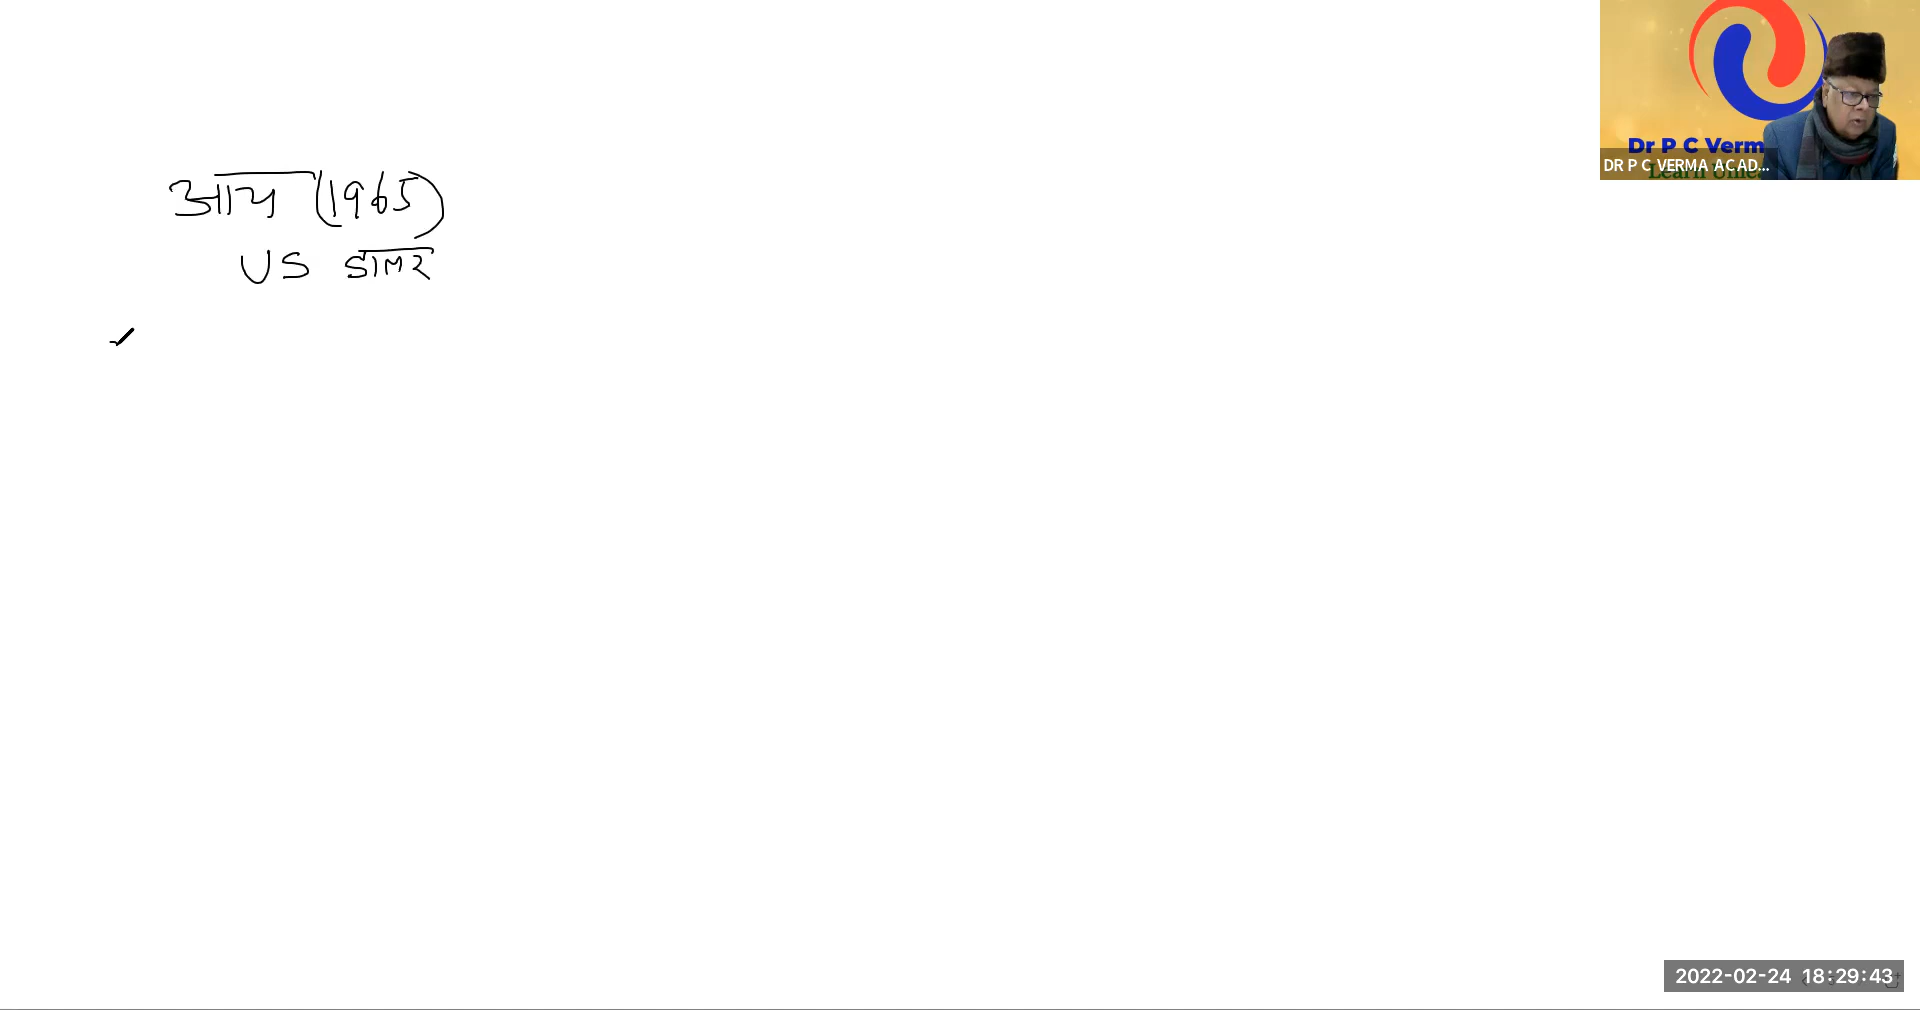 आय (1965)
US डालर
Dr P C Verm
DR P C VERMA ACAD...
2022-02-24 18:29:43